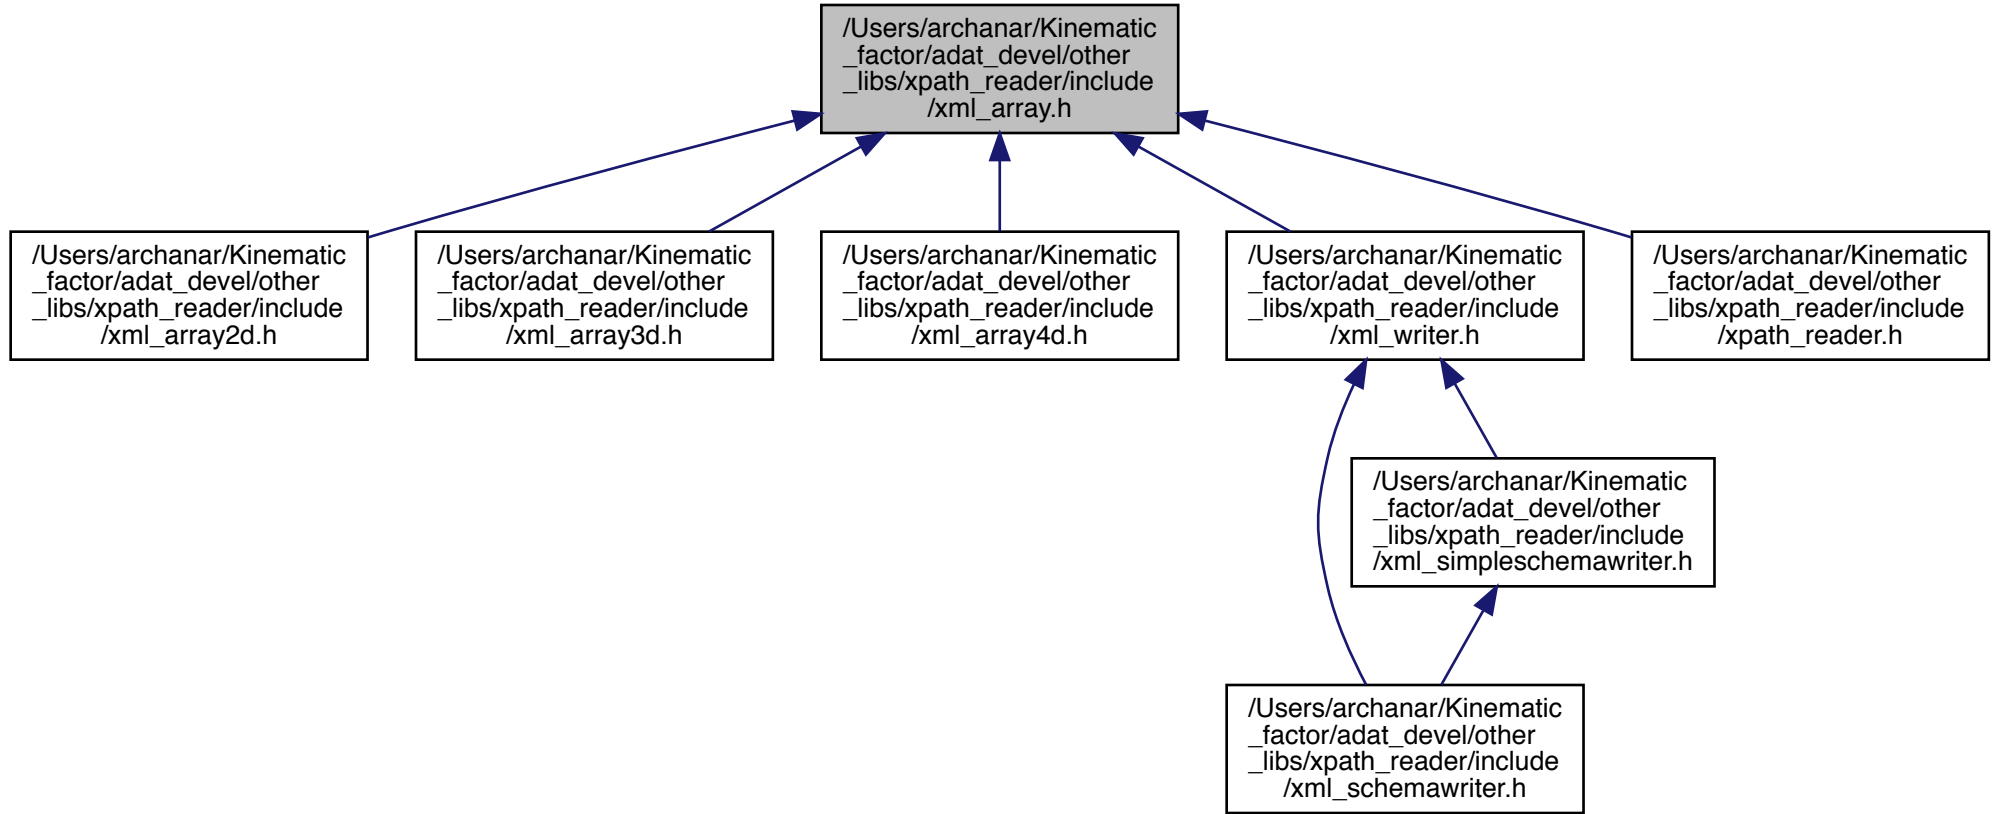 /Users/archanar/Kinematic
_factor/adat_devel/other
_libs/xpath_reader/include
/xml_array.h
/Users/archanar/Kinematic
_factor/adat_devel/other
_libs/xpath_reader/include
/xml_array2d.h
/Users/archanar/Kinematic
_factor/adat_devel/other
_libs/xpath_reader/include
/xml_array3d.h
/Users/archanar/Kinematic
_factor/adat_devel/other
_libs/xpath_reader/include
/xml_array4d.h
/Users/archanar/Kinematic
_factor/adat_devel/other
_libs/xpath_reader/include
/xml_writer.h
/Users/archanar/Kinematic
_factor/adat_devel/other
_libs/xpath_reader/include
/xpath_reader.h
/Users/archanar/Kinematic
_factor/adat_devel/other
_libs/xpath_reader/include
/xml_simpleschemawriter.h
/Users/archanar/Kinematic
_factor/adat_devel/other
_libs/xpath_reader/include
/xml_schemawriter.h